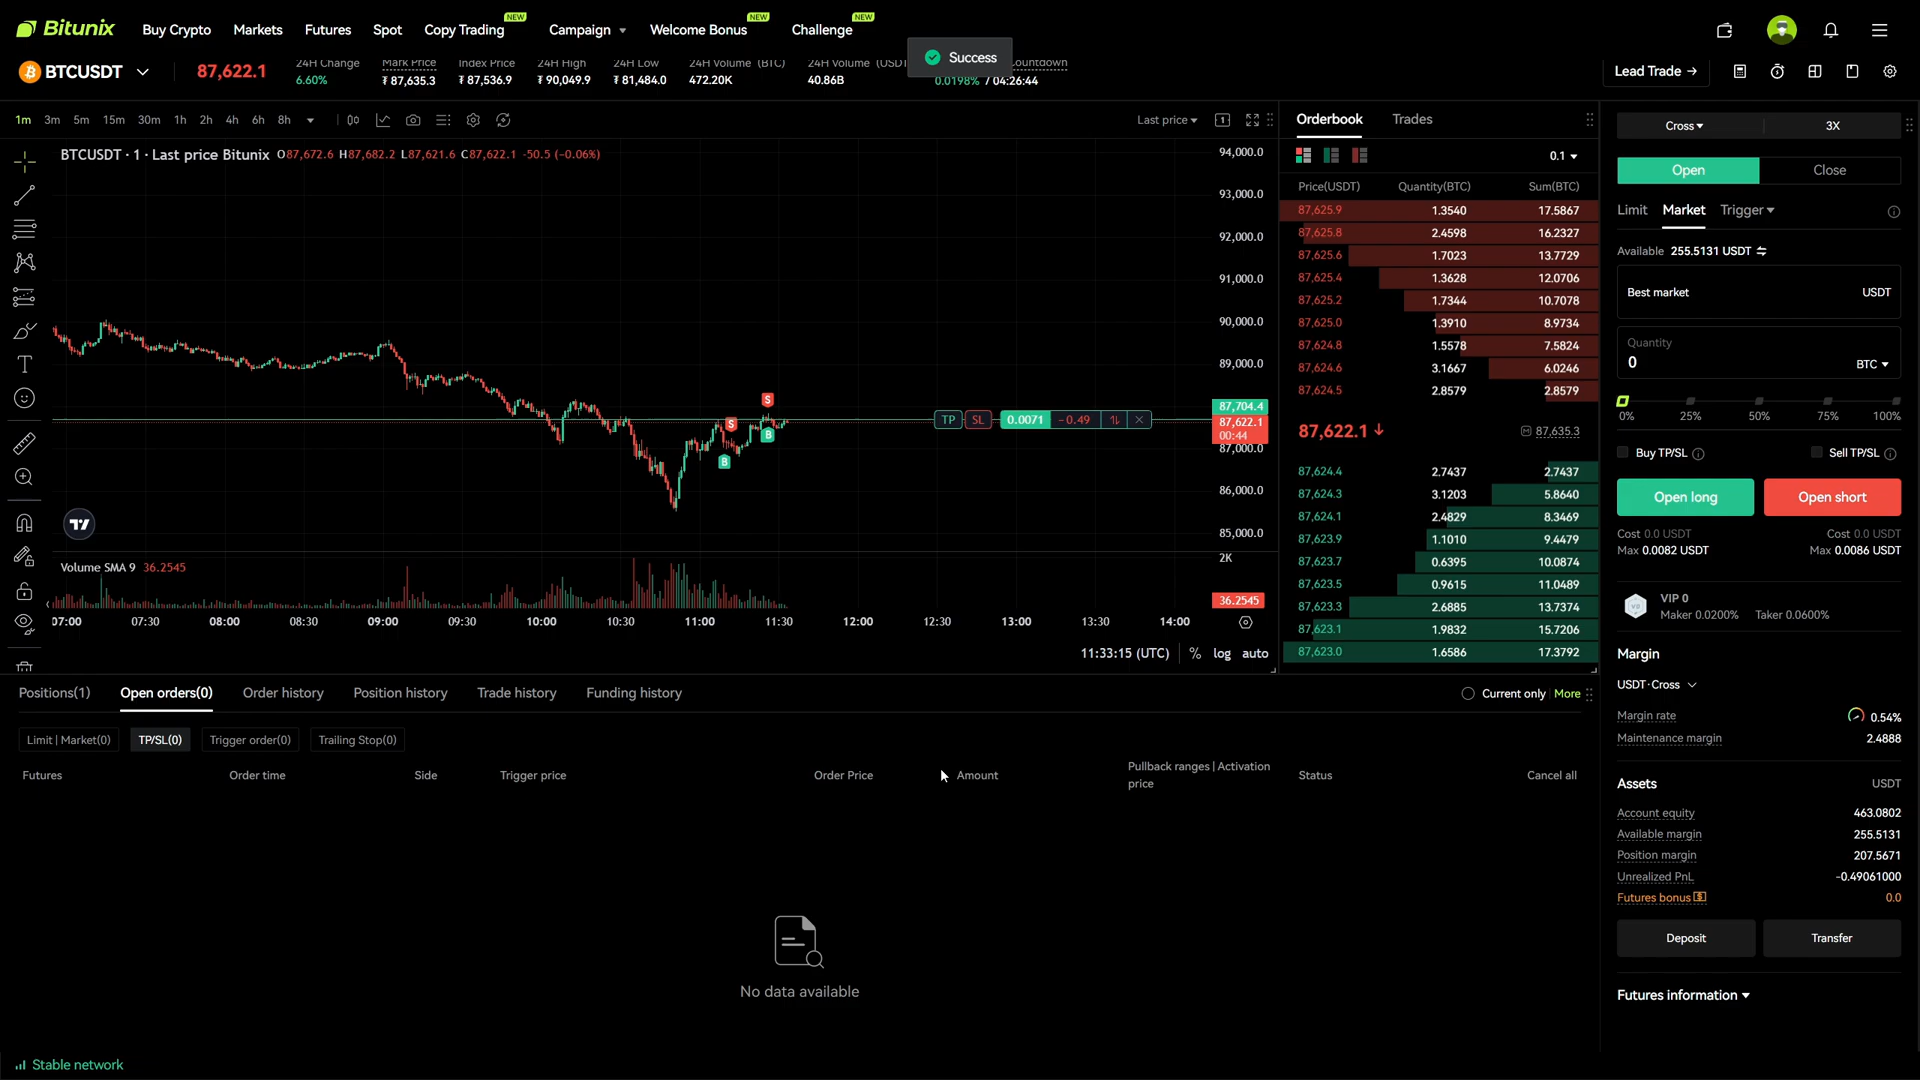 Bitunix Buy Crypto Markets Futures Spot Copy Trading NEW Campaign Welcome Bonus NEW Challenge NEW
Success
BTCUSDT 87,622.1 24H Change Mark Price Index Price 24H High 24H Low 24H Volume (BTC) 24H Volume (USDT ountdown Lead Trade →
6.60% ₮ 87,635.3 ₮ 87,536.9 ₮ 90,049.9 ₮ 81,484.0 472.20K 40.86B 0.0198% / 04:26:44
1m 3m 5m 15m 30m 1h 2h 4h 6h 8h Last price 1
BTCUSDT · 1 · Last price Bitunix O87,672.6 H87,682.2 L87,621.6 C87,622.1 -50.5 (-0.06%)
94,000.0
93,000.0
92,000.0
91,000.0
90,000.0
89,000.0
87,704.4
87,622.1
00:44
87,000.0
86,000.0
85,000.0
S
S
B
B
TP SL 0.0071 -0.49
Volume SMA 9 36.2545
2K
36.2545
07:00 07:30 08:00 08:30 09:00 09:30 10:00 10:30 11:00 11:30 12:00 12:30 13:00 13:30 14:00
11:33:15 (UTC) % log auto
Orderbook Trades
0.1
Price(USDT) Quantity(BTC) Sum(BTC)
87,625.9 1.3540 17.5867
87,625.8 2.4598 16.2327
87,625.6 1.7023 13.7729
87,625.4 1.3628 12.0706
87,625.2 1.7344 10.7078
87,625.0 1.3910 8.9734
87,624.8 1.5578 7.5824
87,624.6 3.1667 6.0246
87,624.5 2.8579 2.8579
87,622.1 ↓ M 87,635.3
87,624.4 2.7437 2.7437
87,624.3 3.1203 5.8640
87,624.1 2.4829 8.3469
87,623.9 1.1010 9.4479
87,623.7 0.6395 10.0874
87,623.5 0.9615 11.0489
87,623.3 2.6885 13.7374
87,623.1 1.9832 15.7206
87,623.0 1.6586 17.3792
Cross 3X
Open Close
Limit Market Trigger
Available 255.5131 USDT
Best market USDT
Quantity
0 BTC
0% 25% 50% 75% 100%
Buy TP/SL Sell TP/SL
Open long Open short
Cost 0.0 USDT Cost 0.0 USDT
Max 0.0082 USDT Max 0.0086 USDT
VIP 0
Maker 0.0200% Taker 0.0600%
Margin
USDT·Cross
Margin rate 0.54%
Maintenance margin 2.4888
Assets USDT
Account equity 463.0802
Available margin 255.5131
Position margin 207.5671
Unrealized PnL -0.49061000
Futures bonus 0.0
Deposit Transfer
Futures information
Positions(1) Open orders(0) Order history Position history Trade history Funding history Current only More
Limit | Market(0) TP/SL(0) Trigger order(0) Trailing Stop(0)
Futures Order time Side Trigger price Order Price Amount Pullback ranges | Activation price Status Cancel all
No data available
Stable network